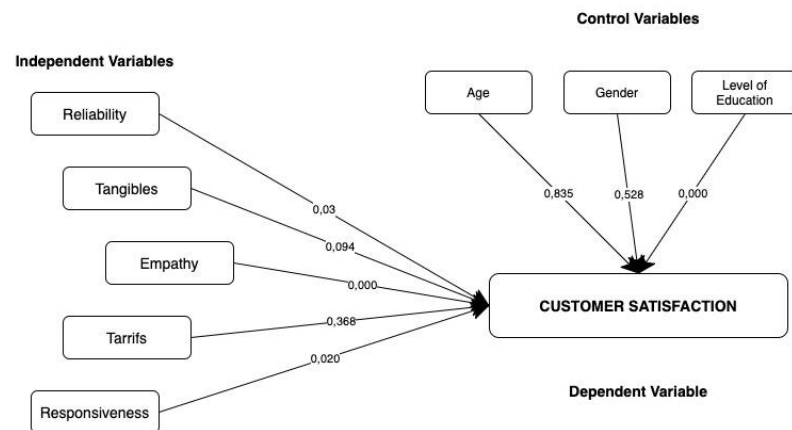 Control Variables
Independent Variables
Reliability
Age
Gender
Level of
Education
Tangibles
0,835
0,528
0,000
0,03
Empathy
0,094
0,000
CUSTOMER SATISFACTION
Tarrifs
0,368
0,020
Dependent Variable
Responsiveness